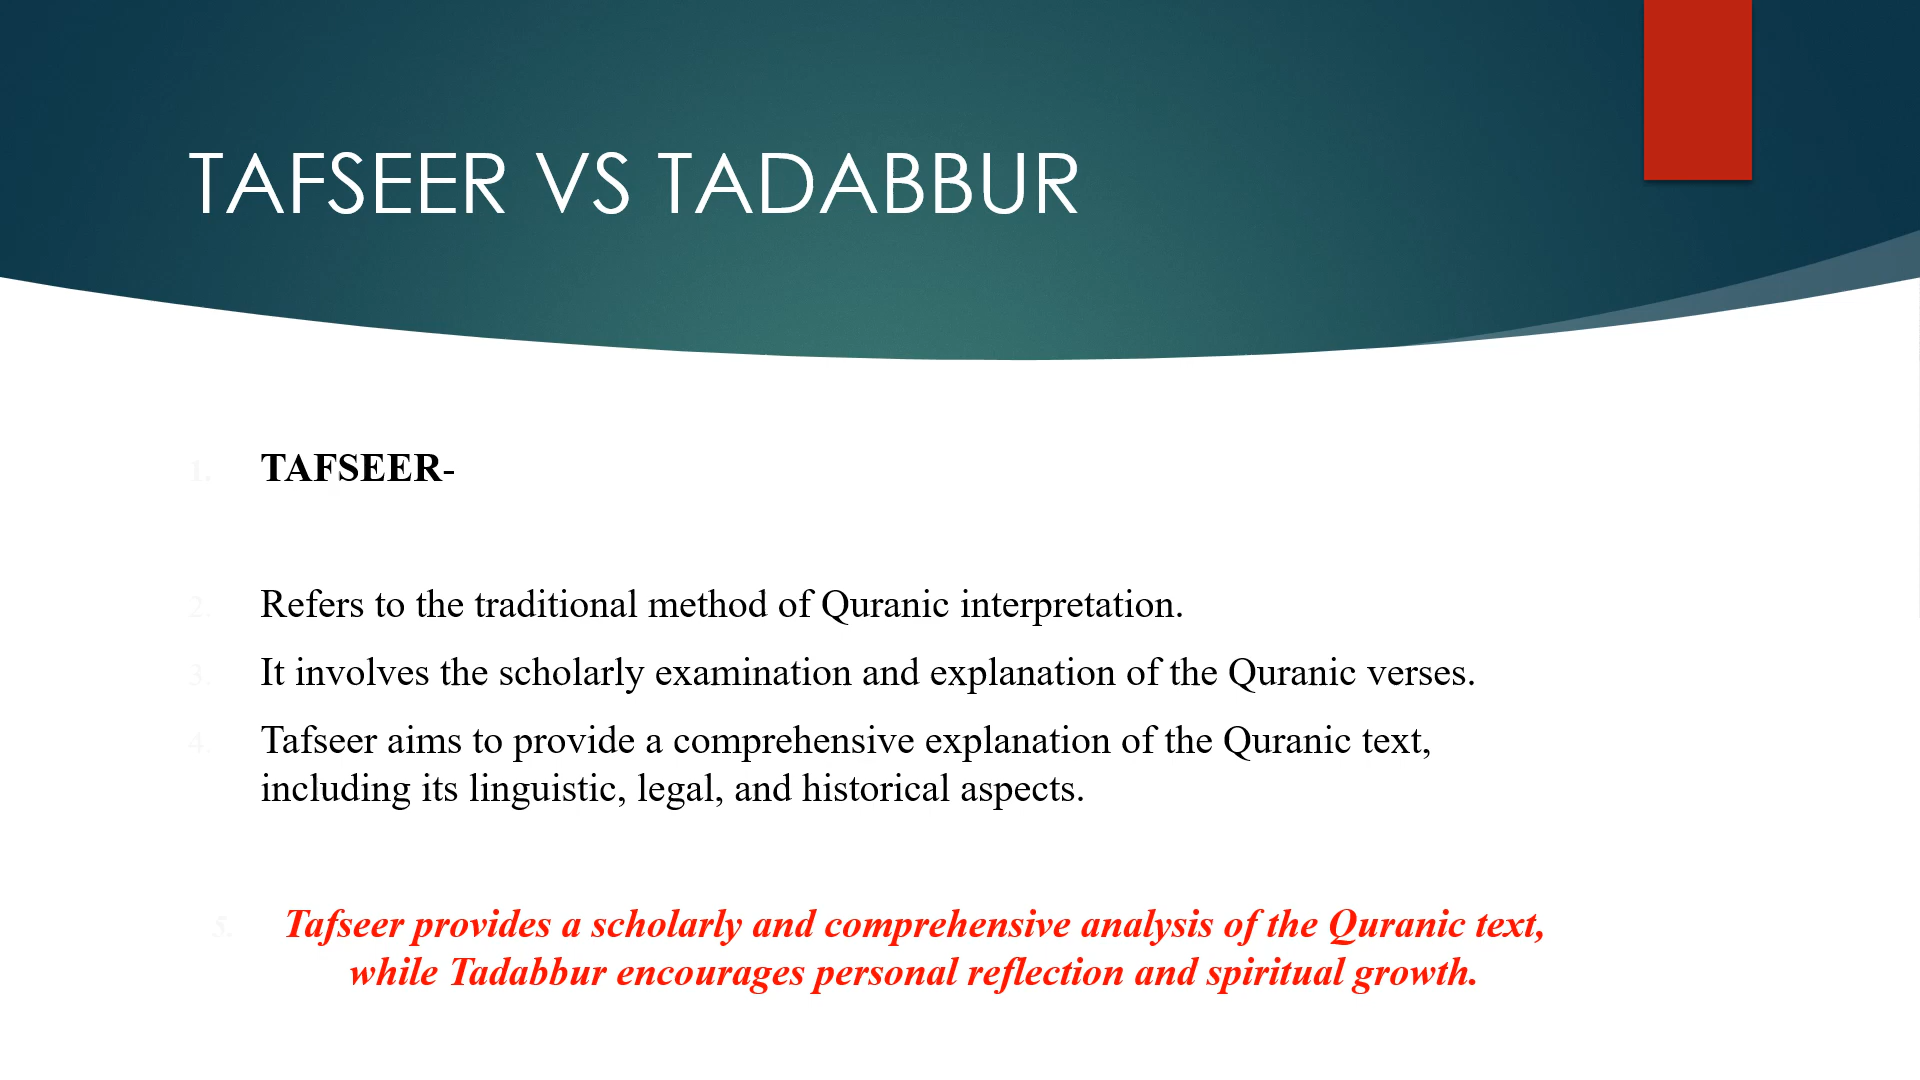 TAFSEER VS TADABBUR
1. TAFSEER-
2. Refers to the traditional method of Quranic interpretation.
3. It involves the scholarly examination and explanation of the Quranic verses.
4. Tafseer aims to provide a comprehensive explanation of the Quranic text,
including its linguistic, legal, and historical aspects.
5. Tafseer provides a scholarly and comprehensive analysis of the Quranic text,
while Tadabbur encourages personal reflection and spiritual growth.